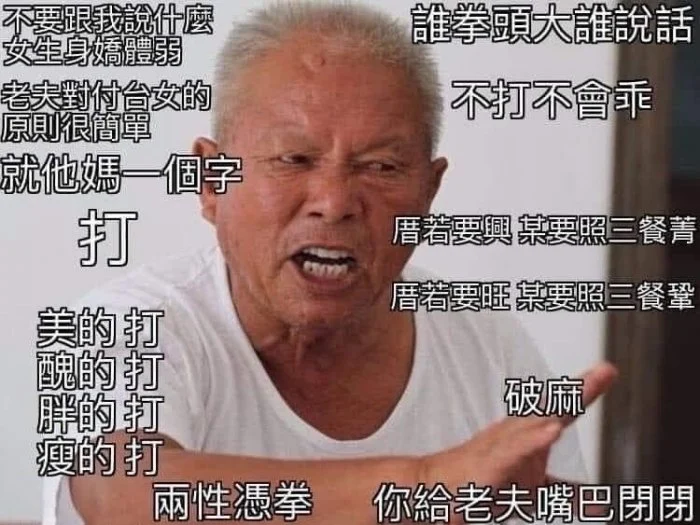 不要跟我說什麼
女生身嬌體弱
老夫對付台女的
原則很簡單
就他媽一個字
打
美的 打
醜的 打
胖的 打
瘦的 打
兩性憑拳
誰拳頭大誰說話
不打不會乖
厝若要興 某要照三餐菁
厝若要旺 某要照三餐鞏
破麻
你給老夫嘴巴閉閉